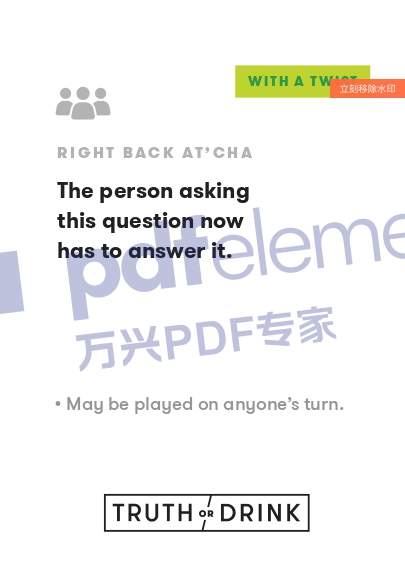 WITH A TWIST
立刻移除水印
RIGHT BACK AT’CHA
The person asking
this question now
has to answer it.
pdfeleme
万兴PDF专家
• May be played on anyone’s turn.
TRUTH OR DRINK